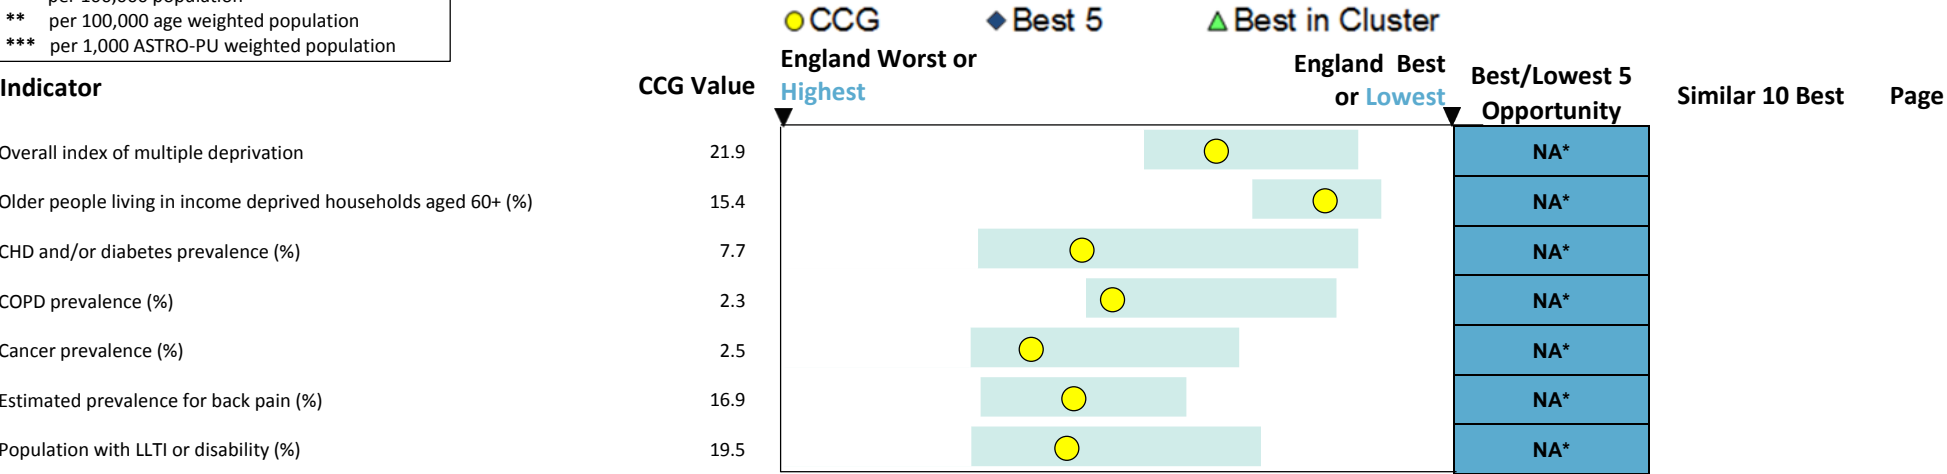 per 100,000 population
** per 100,000 age weighted population
*** per 1,000 ASTRO-PU weighted population
CCG Best 5 Best in Cluster
Indicator
CCG Value
England Worst or
Highest
England Best
or Lowest
Best/Lowest 5
Opportunity
Similar 10 Best
Page
Overall index of multiple deprivation 21.9 NA*
Older people living in income deprived households aged 60+ (%) 15.4 NA*
CHD and/or diabetes prevalence (%) 7.7 NA*
COPD prevalence (%) 2.3 NA*
Cancer prevalence (%) 2.5 NA*
Estimated prevalence for back pain (%) 16.9 NA*
Population with LLTI or disability (%) 19.5 NA*